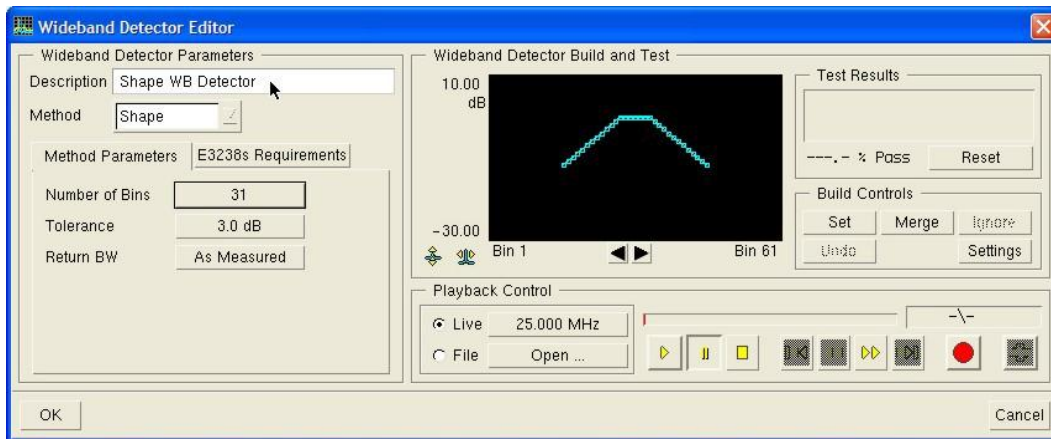 Wideband Detector Editor
Wideband Detector Parameters
Description Shape WB Detector
Method Shape
Method Parameters E3238s Requirements
Number of Bins 31
Tolerance 3.0 dB
Return BW As Measured
Wideband Detector Build and Test
10.00
dB
-30.00
Bin 1 Bin 61
Test Results
---.- % Pass Reset
Build Controls
Set Merge Ignore
Undo Settings
Playback Control
Live 25.000 MHz
-\-
File Open ...
OK Cancel